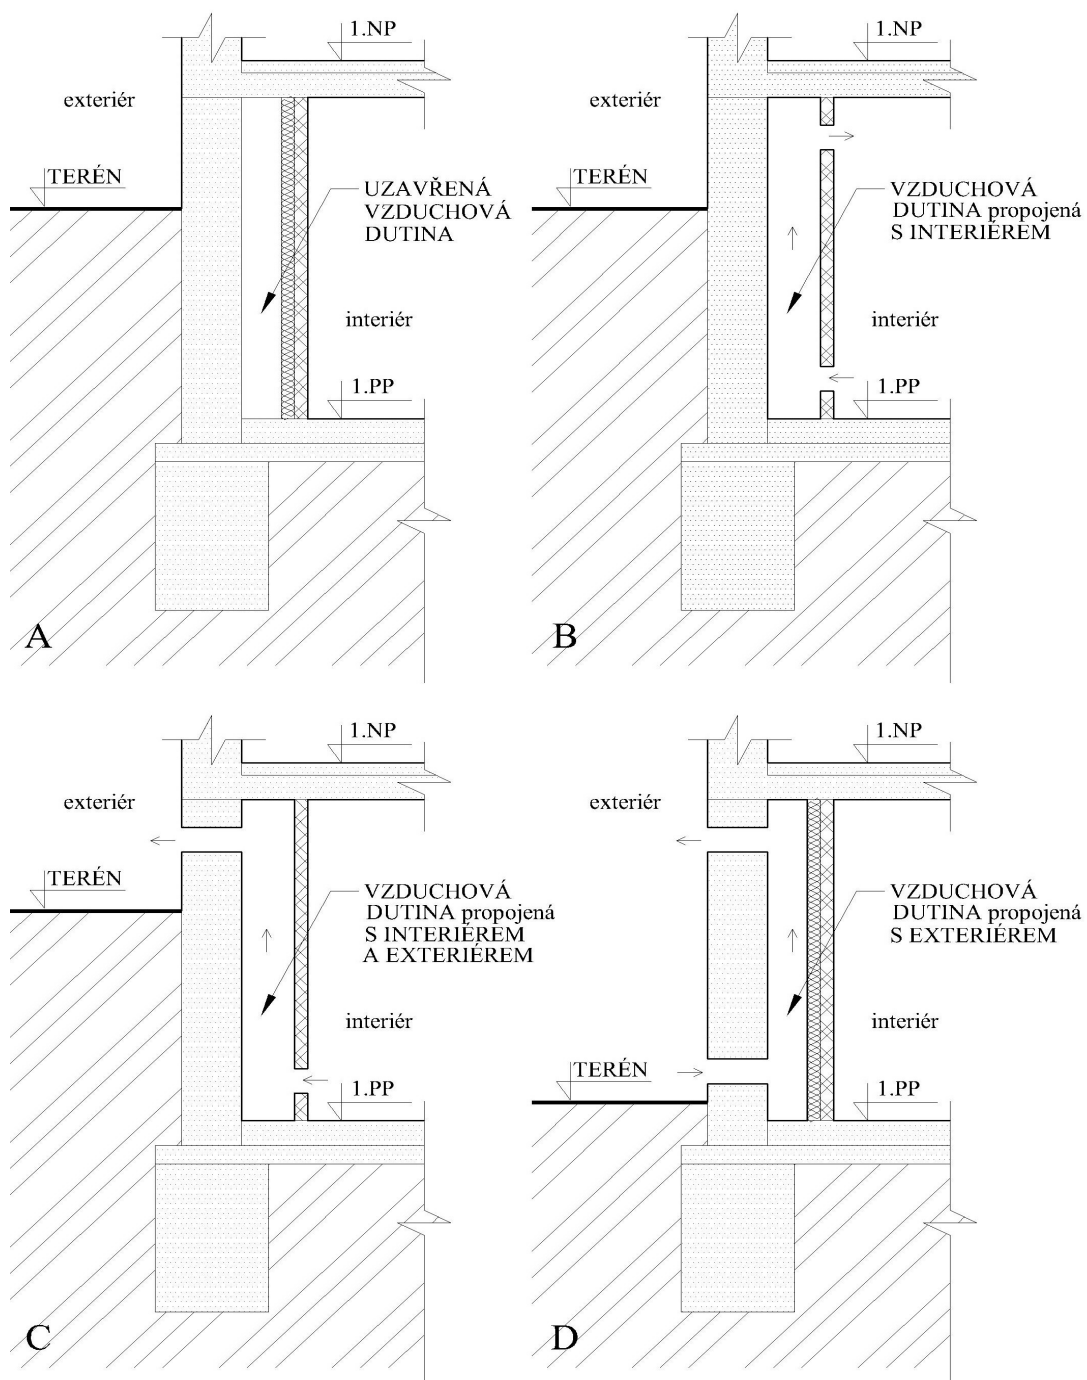 1.NP
exteriér
TERÉN
UZAVŘENÁ
VZDUCHOVÁ
DUTINA
interiér
1.PP
A
1.NP
exteriér
TERÉN
VZDUCHOVÁ
DUTINA propojená
S INTERIÉREM
interiér
1.PP
B
1.NP
exteriér
TERÉN
VZDUCHOVÁ
DUTINA propojená
S INTERIÉREM
A EXTERIÉREM
interiér
1.PP
C
1.NP
exteriér
VZDUCHOVÁ
DUTINA propojená
S EXTERIÉREM
interiér
TERÉN
1.PP
D